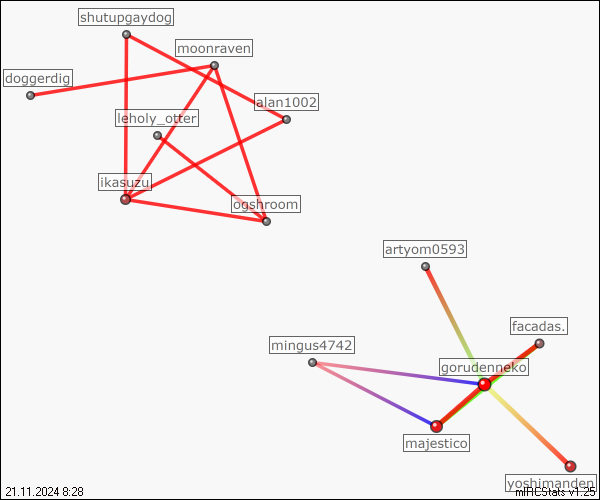 shutupgaydog
moonraven
doggerdig
alan1002
leholy_otter
ikasuzu
ogshroom
artyom0593
facadas.
mingus4742
gorudenneko
majestico
yoshimanden
21.11.2024 8:28
mIRCStats v1.25